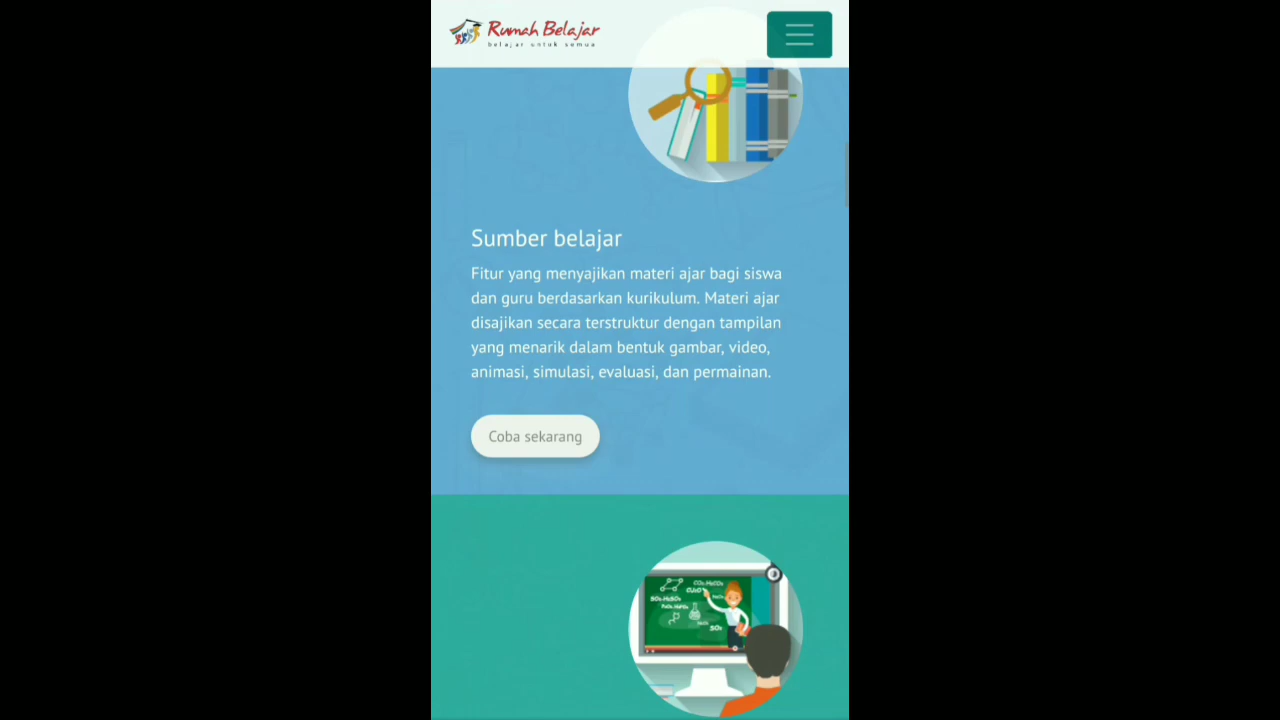 Rumah Belajar
belajar untuk semua
Sumber belajar
Fitur yang menyajikan materi ajar bagi siswa
dan guru berdasarkan kurikulum. Materi ajar
disajikan secara terstruktur dengan tampilan
yang menarik dalam bentuk gambar, video,
animasi, simulasi, evaluasi, dan permainan.
Coba sekarang